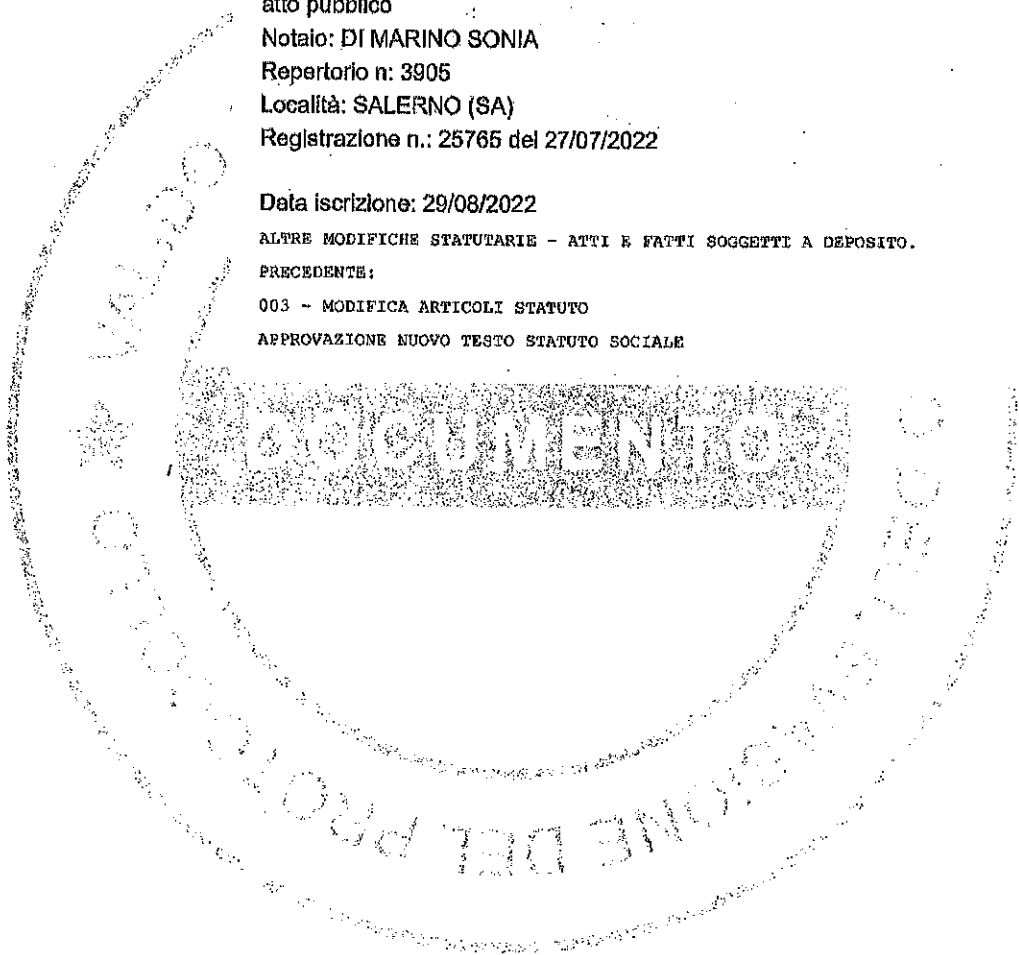 atto pubblico
Notaio: DI MARINO SONIA
Repertorio n: 3905
Località: SALERNO (SA)
Registrazione n.: 25765 del 27/07/2022
Data iscrizione: 29/08/2022
ALTRE MODIFICHE STATUTARIE - ATTI E FATTI SOGGETTI A DEPOSITO.
PRECEDENTE:
003 - MODIFICA ARTICOLI STATUTO
APPROVAZIONE NUOVO TESTO STATUTO SOCIALE
DOCUMENTO